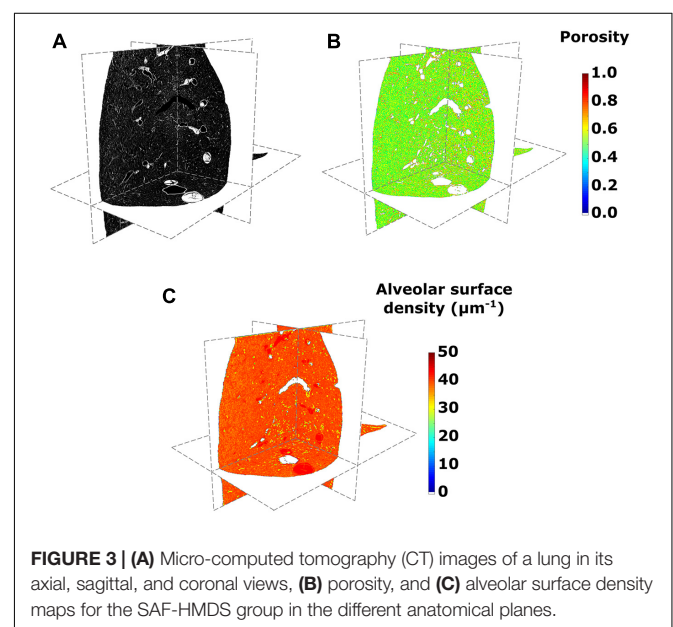 A
B
Porosity
1.0
0.8
0.6
0.4
0.2
0.0
C
Alveolar surface
density (µm⁻¹)
50
40
30
20
10
0
FIGURE 3 | (A) Micro-computed tomography (CT) images of a lung in its
axial, sagittal, and coronal views, (B) porosity, and (C) alveolar surface density
maps for the SAF-HMDS group in the different anatomical planes.